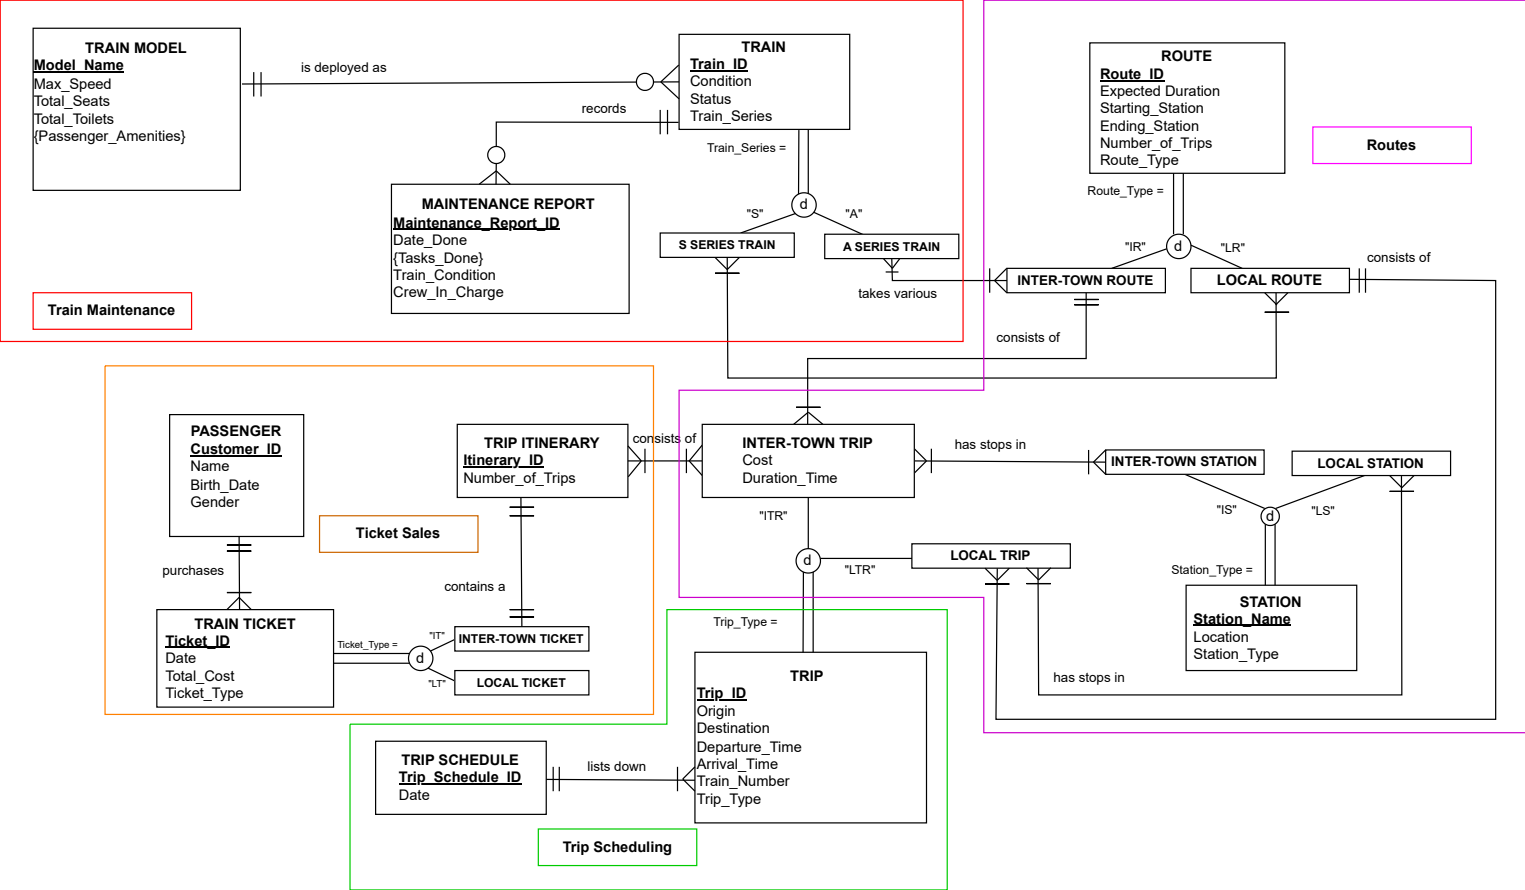 TRAIN MODEL
Model_Name
Max_Speed
Total_Seats
Total_Toilets
{Passenger_Amenities}
is deployed as
TRAIN
Train_ID
Condition
Status
Train_Series
records
Train_Series =
MAINTENANCE REPORT
Maintenance_Report_ID
Date_Done
{Tasks_Done}
Train_Condition
Crew_In_Charge
d
"S"
"A"
S SERIES TRAIN
A SERIES TRAIN
takes various
Train Maintenance
ROUTE
Route_ID
Expected Duration
Starting_Station
Ending_Station
Number_of_Trips
Route_Type
Routes
Route_Type =
d
"IR"
"LR"
INTER-TOWN ROUTE
LOCAL ROUTE
consists of
consists of
PASSENGER
Customer_ID
Name
Birth_Date
Gender
TRIP ITINERARY
Itinerary_ID
Number_of_Trips
consists of
INTER-TOWN TRIP
Cost
Duration_Time
has stops in
INTER-TOWN STATION
LOCAL STATION
Ticket Sales
"ITR"
"IS"
d
"LS"
purchases
contains a
d
"LTR"
LOCAL TRIP
Station_Type =
TRAIN TICKET
Ticket_ID
Date
Total_Cost
Ticket_Type
Ticket_Type =
d
"IT"
"LT"
INTER-TOWN TICKET
LOCAL TICKET
Trip_Type =
STATION
Station_Name
Location
Station_Type
has stops in
TRIP
Trip_ID
Origin
Destination
Departure_Time
Arrival_Time
Train_Number
Trip_Type
TRIP SCHEDULE
Trip_Schedule_ID
Date
lists down
Trip Scheduling